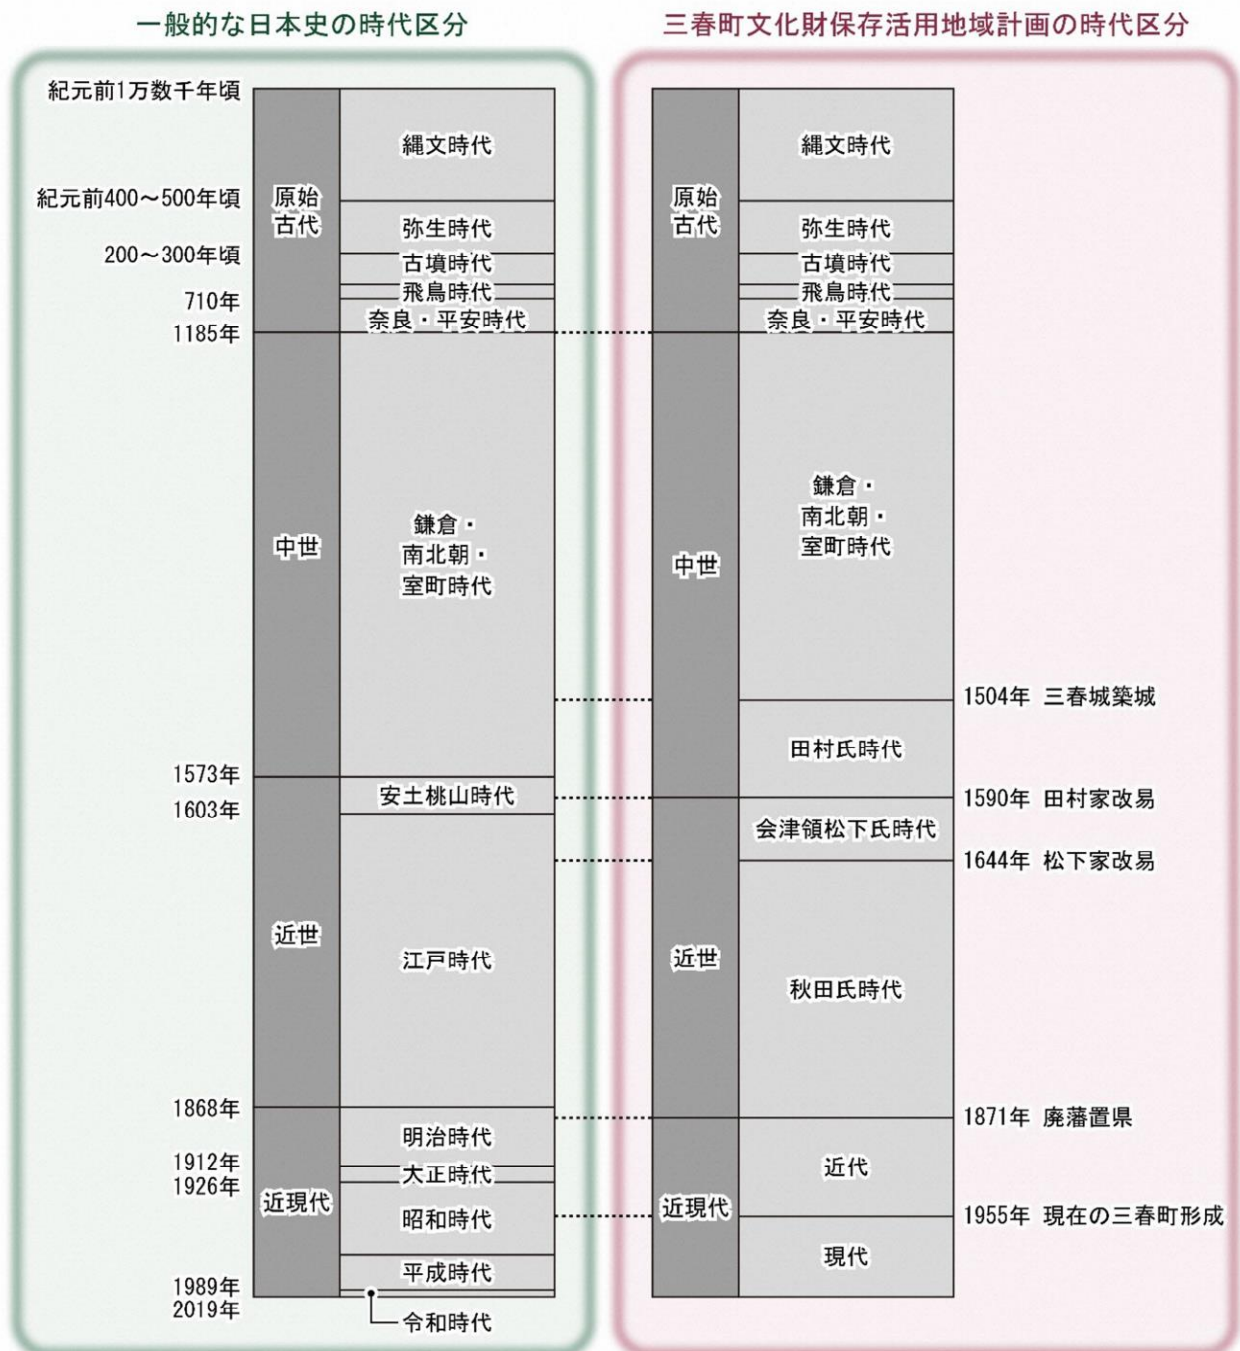 一般的な日本史の時代区分
紀元前1万数千年頃
紀元前400～500年頃
200～300年頃
710年
1185年
1573年
1603年
1868年
1912年
1926年
1989年
2019年
原始
古代
中世
近世
近現代
縄文時代
弥生時代
古墳時代
飛鳥時代
奈良・平安時代
鎌倉・
南北朝・
室町時代
安土桃山時代
江戸時代
明治時代
大正時代
昭和時代
平成時代
令和時代
三春町文化財保存活用地域計画の時代区分
原始
古代
中世
近世
近現代
縄文時代
弥生時代
古墳時代
飛鳥時代
奈良・平安時代
鎌倉・
南北朝・
室町時代
田村氏時代
会津領松下氏時代
秋田氏時代
近代
現代
1504年 三春城築城
1590年 田村家改易
1644年 松下家改易
1871年 廃藩置県
1955年 現在の三春町形成